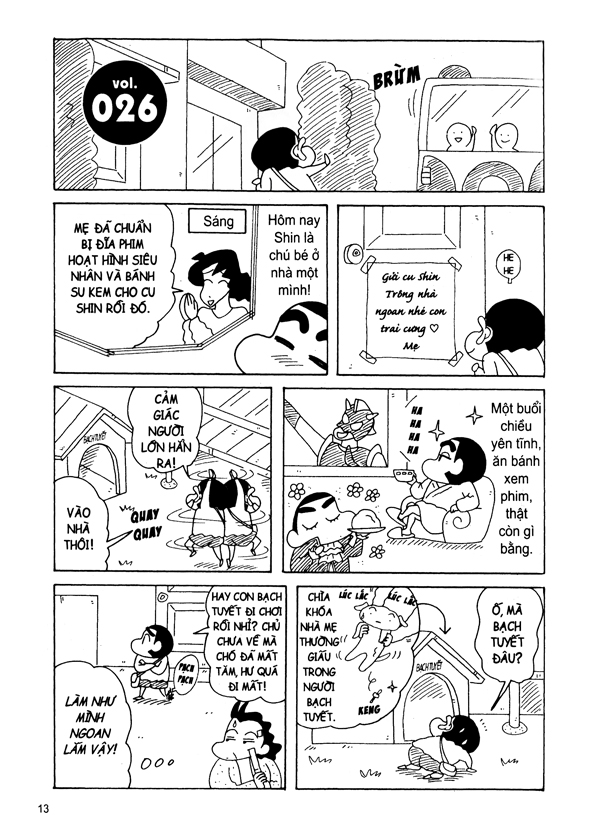 vol.
026
BRỪM
MẸ ĐÃ CHUẨN
BỊ ĐĨA PHIM
HOẠT HÌNH SIÊU
NHÂN VÀ BÁNH
SU KEM CHO CU
SHIN RỒI ĐÓ.
Sáng
Hôm nay
Shin là
chú bé ở
nhà một
mình!
Gửi cu Shin
Trông nhà
ngoan nhé con
trai cưng ♡
Mẹ
HE
HE
CẢM
GIÁC
NGƯỜI
LỚN HẲN
RA!
BẠCH TUYẾT
VÀO
NHÀ
THÔI!
QUAY
QUAY
HA
HA
HA
HA
Một buổi
chiều
yên tĩnh,
ăn bánh
xem
phim,
thật
còn gì
bằng.
HAY CON BẠCH
TUYẾT ĐI CHƠI
RỒI NHỈ? CHỦ
CHƯA VỀ MÀ
CHÓ ĐÃ MẤT
TĂM, HƯ QUÁ
ĐI MẤT!
PẠCH
PẠCH
LÀM NHƯ
MÌNH
NGOAN
LẮM VẬY!
CHÌA
KHÓA
NHÀ MẸ
THƯỜNG
GIẤU
TRONG
NGƯỜI
BẠCH
TUYẾT.
LÚC LẮC
LÚC LẮC
KENG
Ố, MÀ
BẠCH
TUYẾT
ĐÂU?
BẠCH TUYẾT
13